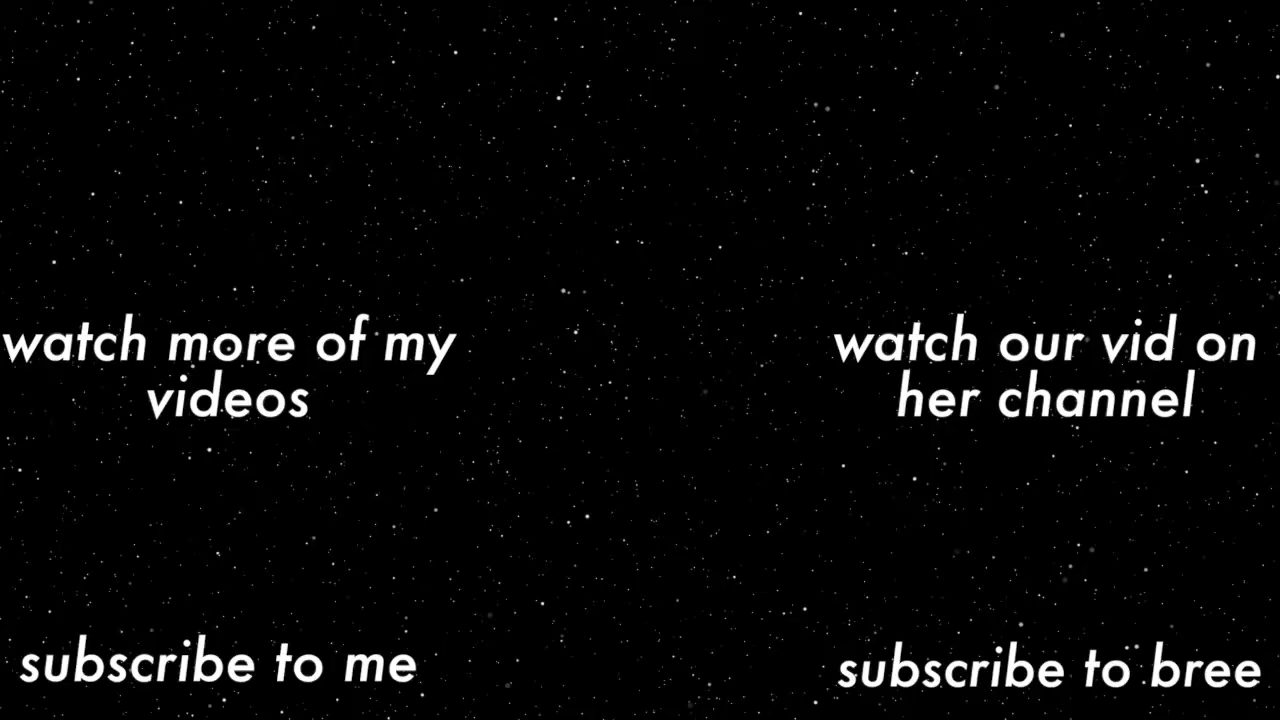 watch more of my
videos
watch our vid on
her channel
subscribe to me
subscribe to bree